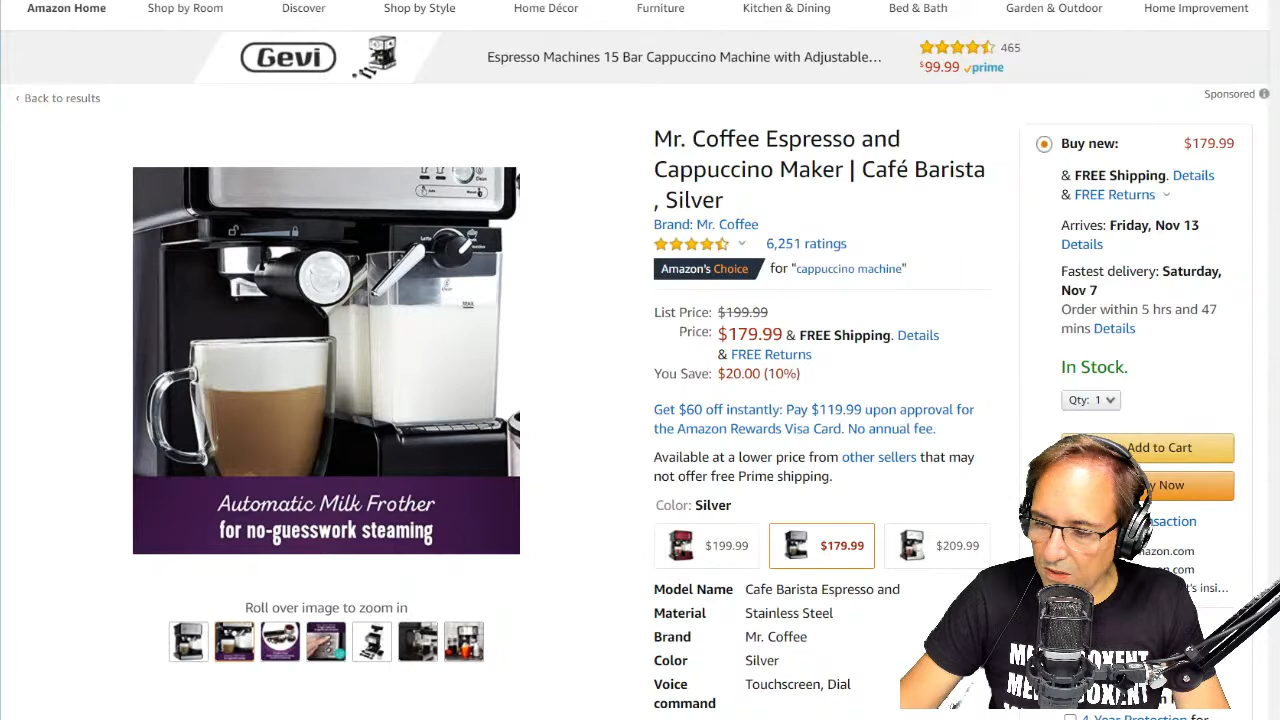 Amazon Home Shop by Room Discover Shop by Style Home Décor Furniture Kitchen & Dining Bed & Bath Garden & Outdoor Home Improvement
Gevi
Espresso Machines 15 Bar Cappuccino Machine with Adjustable…
465
$99.99 prime
‹ Back to results
Sponsored
Mr. Coffee Espresso and
Cappuccino Maker | Café Barista
, Silver
Brand: Mr. Coffee
6,251 ratings
Amazon's Choice for "cappuccino machine"
List Price: $199.99
Price: $179.99 & FREE Shipping. Details
& FREE Returns
You Save: $20.00 (10%)
Get $60 off instantly: Pay $119.99 upon approval for
the Amazon Rewards Visa Card. No annual fee.
Available at a lower price from other sellers that may
not offer free Prime shipping.
Color: Silver
$199.99 $179.99 $209.99
Model Name Cafe Barista Espresso and
Material Stainless Steel
Brand Mr. Coffee
Color Silver
Voice Touchscreen, Dial
command
Buy new: $179.99
& FREE Shipping. Details
& FREE Returns
Arrives: Friday, Nov 13
Details
Fastest delivery: Saturday,
Nov 7
Order within 5 hrs and 47
mins Details
In Stock.
Qty: 1
Add to Cart
Now
MAX
Automatic Milk Frother
for no-guesswork steaming
Roll over image to zoom in
4-Year Protection for